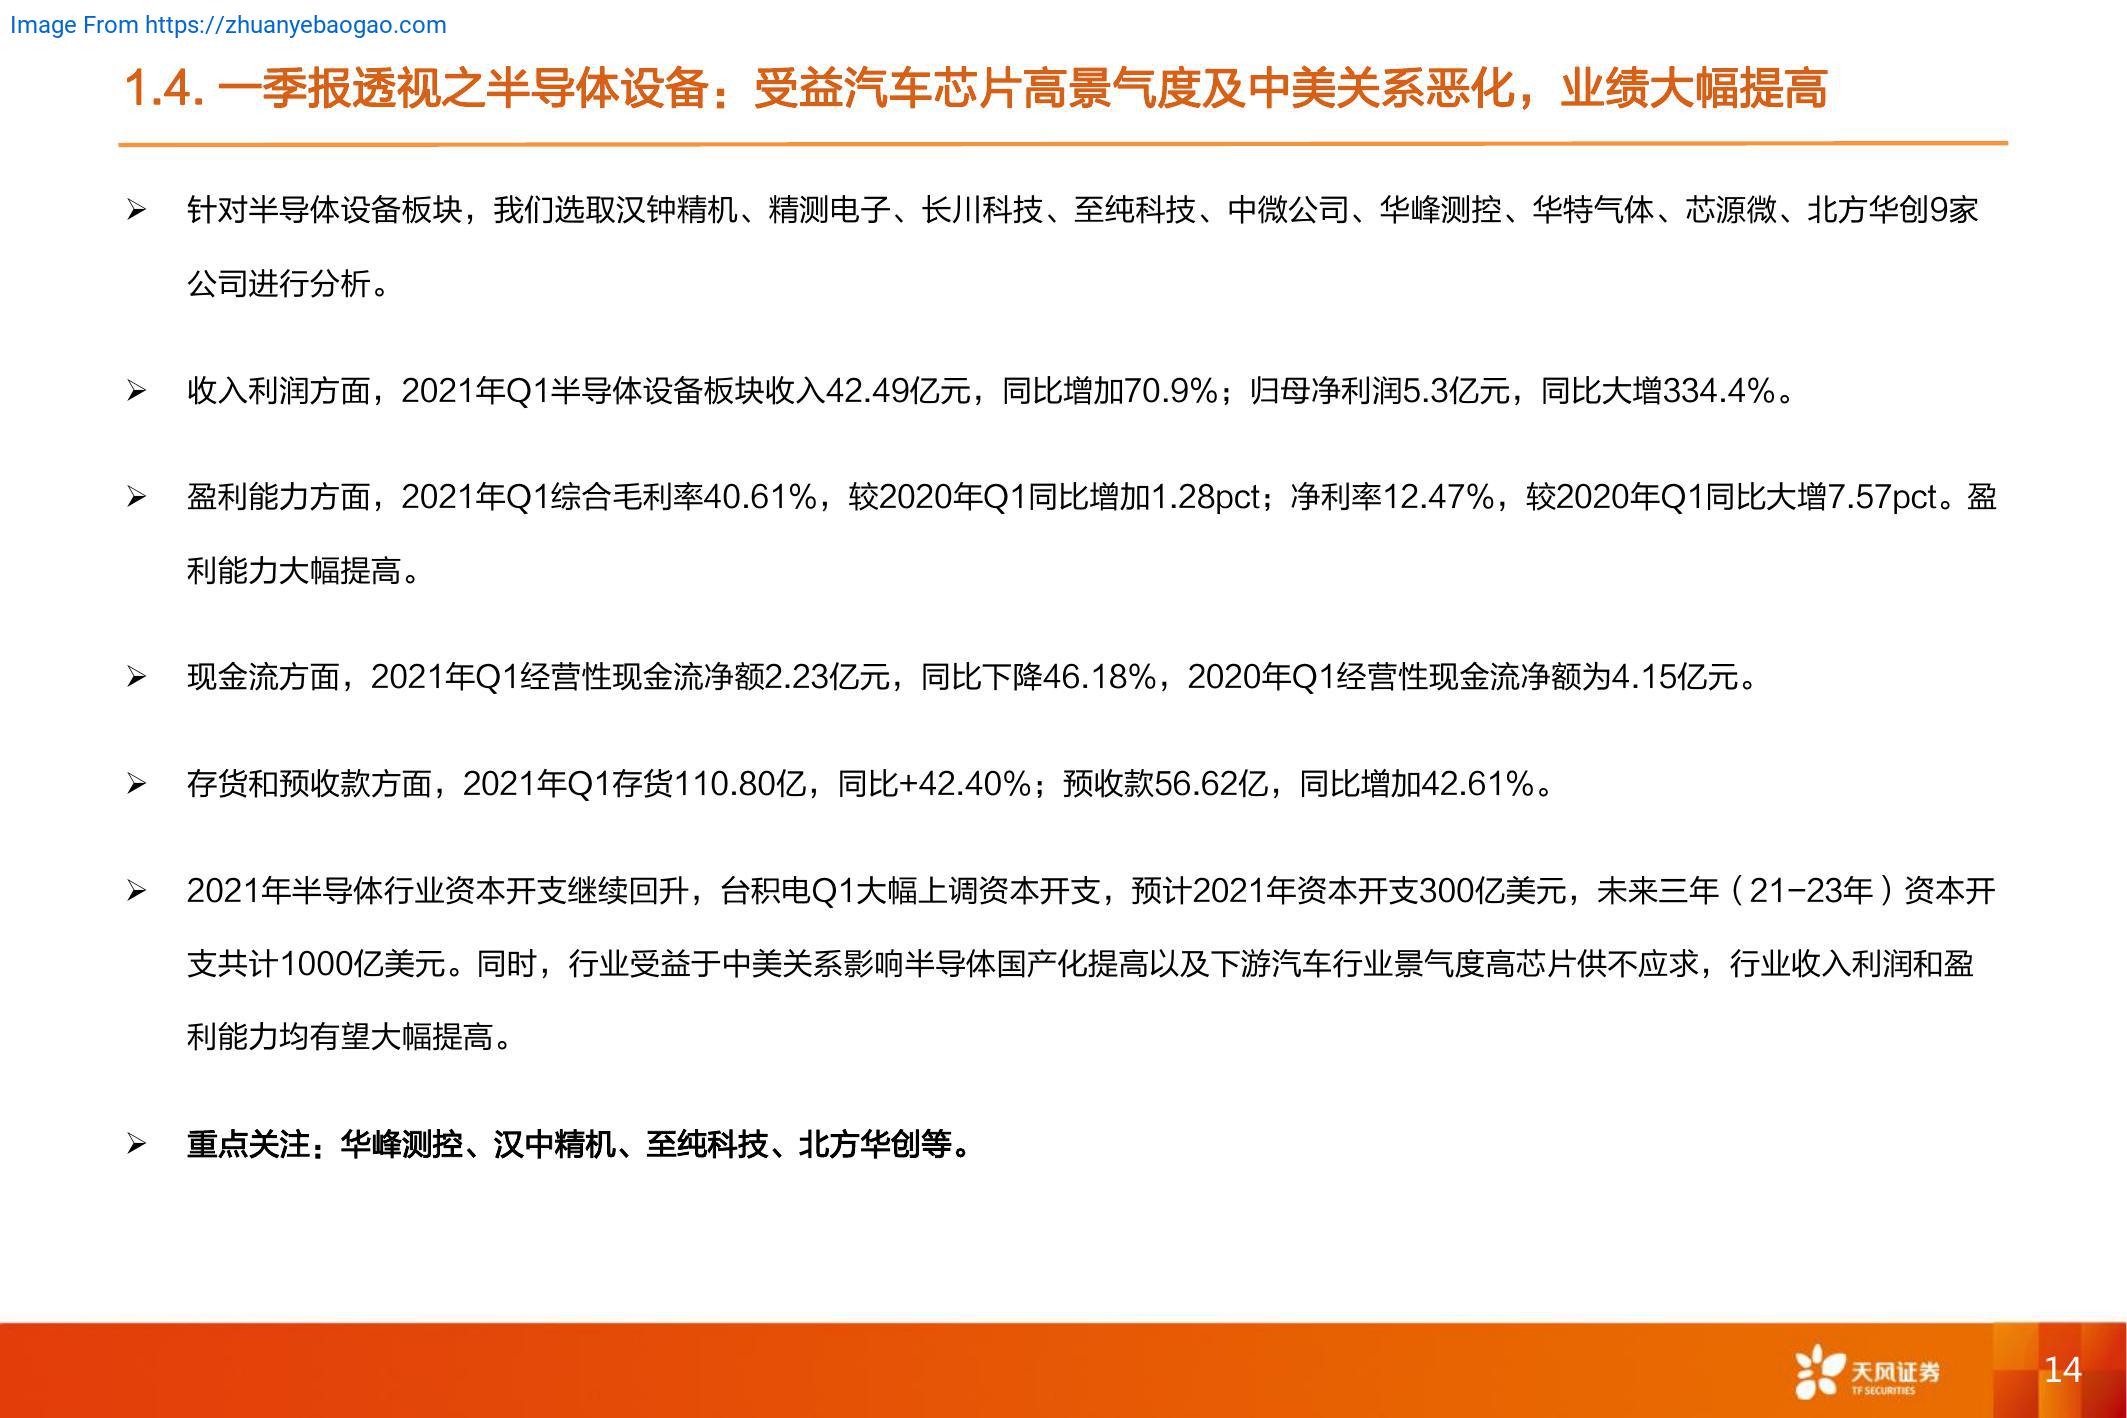 Image From https://zhuanyebaogao.com
1.4. 一季报透视之半导体设备：受益汽车芯片高景气度及中美关系恶化，业绩大幅提高
➢ 针对半导体设备板块，我们选取汉钟精机、精测电子、长川科技、至纯科技、中微公司、华峰测控、华特气体、芯源微、北方华创9家
公司进行分析。
➢ 收入利润方面，2021年Q1半导体设备板块收入42.49亿元，同比增加70.9%；归母净利润5.3亿元，同比大增334.4%。
➢ 盈利能力方面，2021年Q1综合毛利率40.61%，较2020年Q1同比增加1.28pct；净利率12.47%，较2020年Q1同比大增7.57pct。盈
利能力大幅提高。
➢ 现金流方面，2021年Q1经营性现金流净额2.23亿元，同比下降46.18%，2020年Q1经营性现金流净额为4.15亿元。
➢ 存货和预收款方面，2021年Q1存货110.80亿，同比+42.40%；预收款56.62亿，同比增加42.61%。
➢ 2021年半导体行业资本开支继续回升，台积电Q1大幅上调资本开支，预计2021年资本开支300亿美元，未来三年（21-23年）资本开
支共计1000亿美元。同时，行业受益于中美关系影响半导体国产化提高以及下游汽车行业景气度高芯片供不应求，行业收入利润和盈
利能力均有望大幅提高。
➢ 重点关注：华峰测控、汉中精机、至纯科技、北方华创等。
天风证券
TF SECURITIES
14